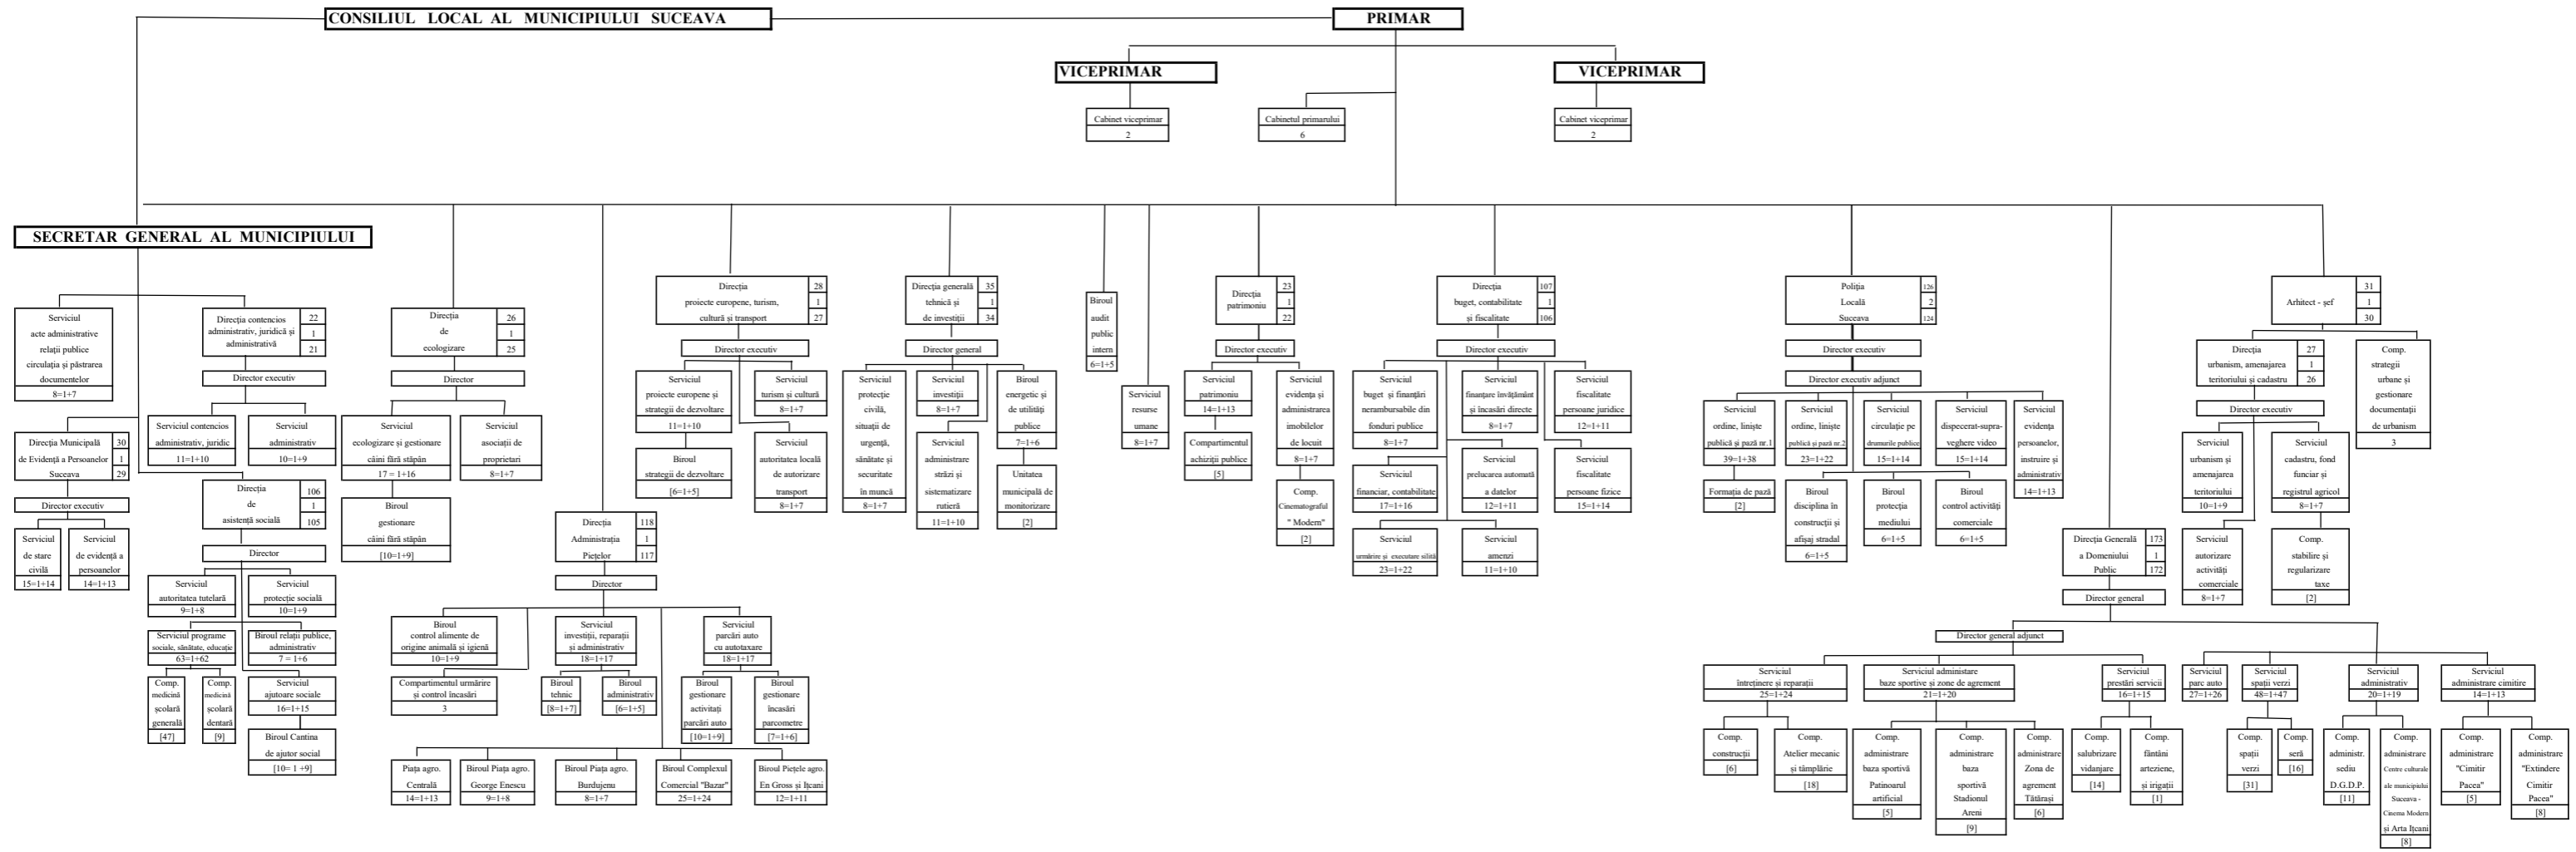 CONSILIUL LOCAL AL MUNICIPIULUI SUCEAVA
PRIMAR
VICEPRIMAR
VICEPRIMAR
Cabinet viceprimar
2
Cabinetul primarului
6
Cabinet viceprimar
2
SECRETAR GENERAL AL MUNICIPIULUI
Serviciul
acte administrative
relații publice
circulația și păstrarea
documentelor
8=1+7
Direcția contencios
administrativ, juridică și
administrativă
22
1
21
Director executiv
Serviciul contencios
administrativ, juridic
11=1+10
Serviciul
administrativ
10=1+9
Direcția Municipală
de Evidență a Persoanelor
Suceava
30
1
29
Director executiv
Serviciul
de stare
civilă
15=1+14
Serviciul
de evidență a
persoanelor
14=1+13
Direcția
de
asistență socială
106
1
105
Director
Serviciul
autoritatea tutelară
9=1+8
Serviciul
protecție socială
10=1+9
Serviciul programe
sociale, sănătate, educație
63=1+62
Biroul relații publice,
administrativ
7 = 1+6
Comp.
medicină
școlară
generală
[47]
Comp.
medicină
școlară
dentară
[9]
Serviciul
ajutoare sociale
16=1+15
Biroul Cantina
de ajutor social
[10= 1 +9]
Direcția
de
ecologizare
26
1
25
Director
Serviciul
ecologizare și gestionare
câini fără stăpân
17 = 1+16
Serviciul
asociații de
proprietari
8=1+7
Biroul
gestionare
câini fără stăpân
[10=1+9]
Direcția
Administrația
Piețelor
118
1
117
Director
Biroul
control alimente de
origine animală și igienă
10=1+9
Serviciul
investiții, reparații
și administrativ
18=1+17
Serviciul
parcări auto
cu autotaxare
18=1+17
Compartimentul urmărire
și control încasări
3
Biroul
tehnic
[8=1+7]
Biroul
administrativ
[6=1+5]
Biroul
gestionare
activitați
parcări auto
[10=1+9]
Biroul
gestionare
încasări
parcometre
[7=1+6]
Piața agro.
Centrală
14=1+13
Biroul Piața agro.
George Enescu
9=1+8
Biroul Piața agro.
Burdujenu
8=1+7
Biroul Complexul
Comercial "Bazar"
25=1+24
Biroul Piețele agro.
En Gross și Ițcani
12=1+11
Direcția
proiecte europene, turism,
cultură și transport
28
1
27
Director executiv
Serviciul
proiecte europene și
strategii de dezvoltare
11=1+10
Serviciul
turism și cultură
8=1+7
Biroul
strategii de dezvoltare
[6=1+5]
Serviciul
autoritatea locală
de autorizare
transport
8=1+7
Direcția generală
tehnică și
de investiții
35
1
34
Director general
Serviciul
protecție
civilă,
situații de
urgență,
sănătate și
securitate
în muncă
8=1+7
Serviciul
investiții
8=1+7
Serviciul
administrare
străzi și
sistematizare
rutieră
11=1+10
Biroul
energetic și
de utilități
publice
7=1+6
Unitatea
municipală de
monitorizare
[2]
Biroul
audit
public
intern
6=1+5
Serviciul
resurse
umane
8=1+7
Direcția
patrimoniu
23
1
22
Director executiv
Serviciul
patrimoniu
14=1+13
Compartimentul
achiziții publice
[5]
Serviciul
evidența și
administrarea
imobilelor
de locuit
8=1+7
Comp.
Cinematograful
" Modern"
[2]
Direcția
buget, contabilitate
și fiscalitate
107
1
106
Director executiv
Serviciul
buget și finanțări
nerambursabile din
fonduri publice
8=1+7
Serviciul
finanțare învățământ
și încasări directe
8=1+7
Serviciul
fiscalitate
persoane juridice
12=1+11
Serviciul
financiar, contabilitate
17=1+16
Serviciul
prelucarea automată
a datelor
12=1+11
Serviciul
fiscalitate
persoane fizice
15=1+14
Serviciul
urmărire și executare silită
23=1+22
Serviciul
amenzi
11=1+10
Poliția
Locală
Suceava
126
2
124
Director executiv
Director executiv adjunct
Serviciul
ordine, liniște
publică și pază nr.1
39=1+38
Serviciul
ordine, liniște
publică și pază nr.2
23=1+22
Serviciul
circulație pe
drumurile publice
15=1+14
Serviciul
dispecerat-supra-
veghere video
15=1+14
Serviciul
evidența
persoanelor,
instruire și
administrativ
14=1+13
Formația de pază
[2]
Biroul
disciplina în
construcții și
afișaj stradal
6=1+5
Biroul
protecția
mediului
6=1+5
Biroul
control activități
comerciale
6=1+5
Direcția Generală
a Domeniului
Public
173
1
172
Director general
Director general adjunct
Serviciul
întreținere și reparații
25=1+24
Serviciul administare
baze sportive și zone de agrement
21=1+20
Serviciul
prestări servicii
16=1+15
Serviciul
parc auto
27=1+26
Serviciul
spații verzi
48=1+47
Serviciul
administrativ
20=1+19
Serviciul
administrare cimitire
14=1+13
Comp.
construcții
[6]
Comp.
Atelier mecanic
și tâmplărie
[18]
Comp.
administrare
baza sportivă
Patinoarul
artificial
[5]
Comp.
administrare
baza
sportivă
Stadionul
Areni
[9]
Comp.
administrare
Zona de
agrement
Tătărași
[6]
Comp.
salubrizare
vidanjare
[14]
Comp.
fântâni
arteziene,
și irigații
[1]
Comp.
spații
verzi
[31]
Comp.
seră
[16]
Comp.
administr.
sediu
D.G.D.P.
[11]
Comp.
administrare
Centre culturale
ale municipiului
Suceava -
Cinema Modern
și Arta Ițcani
[8]
Comp.
administrare
"Cimitir
Pacea"
[5]
Comp.
administrare
"Extindere
Cimitir
Pacea"
[8]
Arhitect - șef
31
1
30
Direcția
urbanism, amenajarea
teritoriului și cadastru
27
1
26
Director executiv
Comp.
strategii
urbane și
gestionare
documentații
de urbanism
3
Serviciul
urbanism și
amenajarea
teritoriului
10=1+9
Serviciul
cadastru, fond
funciar și
registrul agricol
8=1+7
Serviciul
autorizare
activități
comerciale
8=1+7
Comp.
stabilire și
regularizare
taxe
[2]